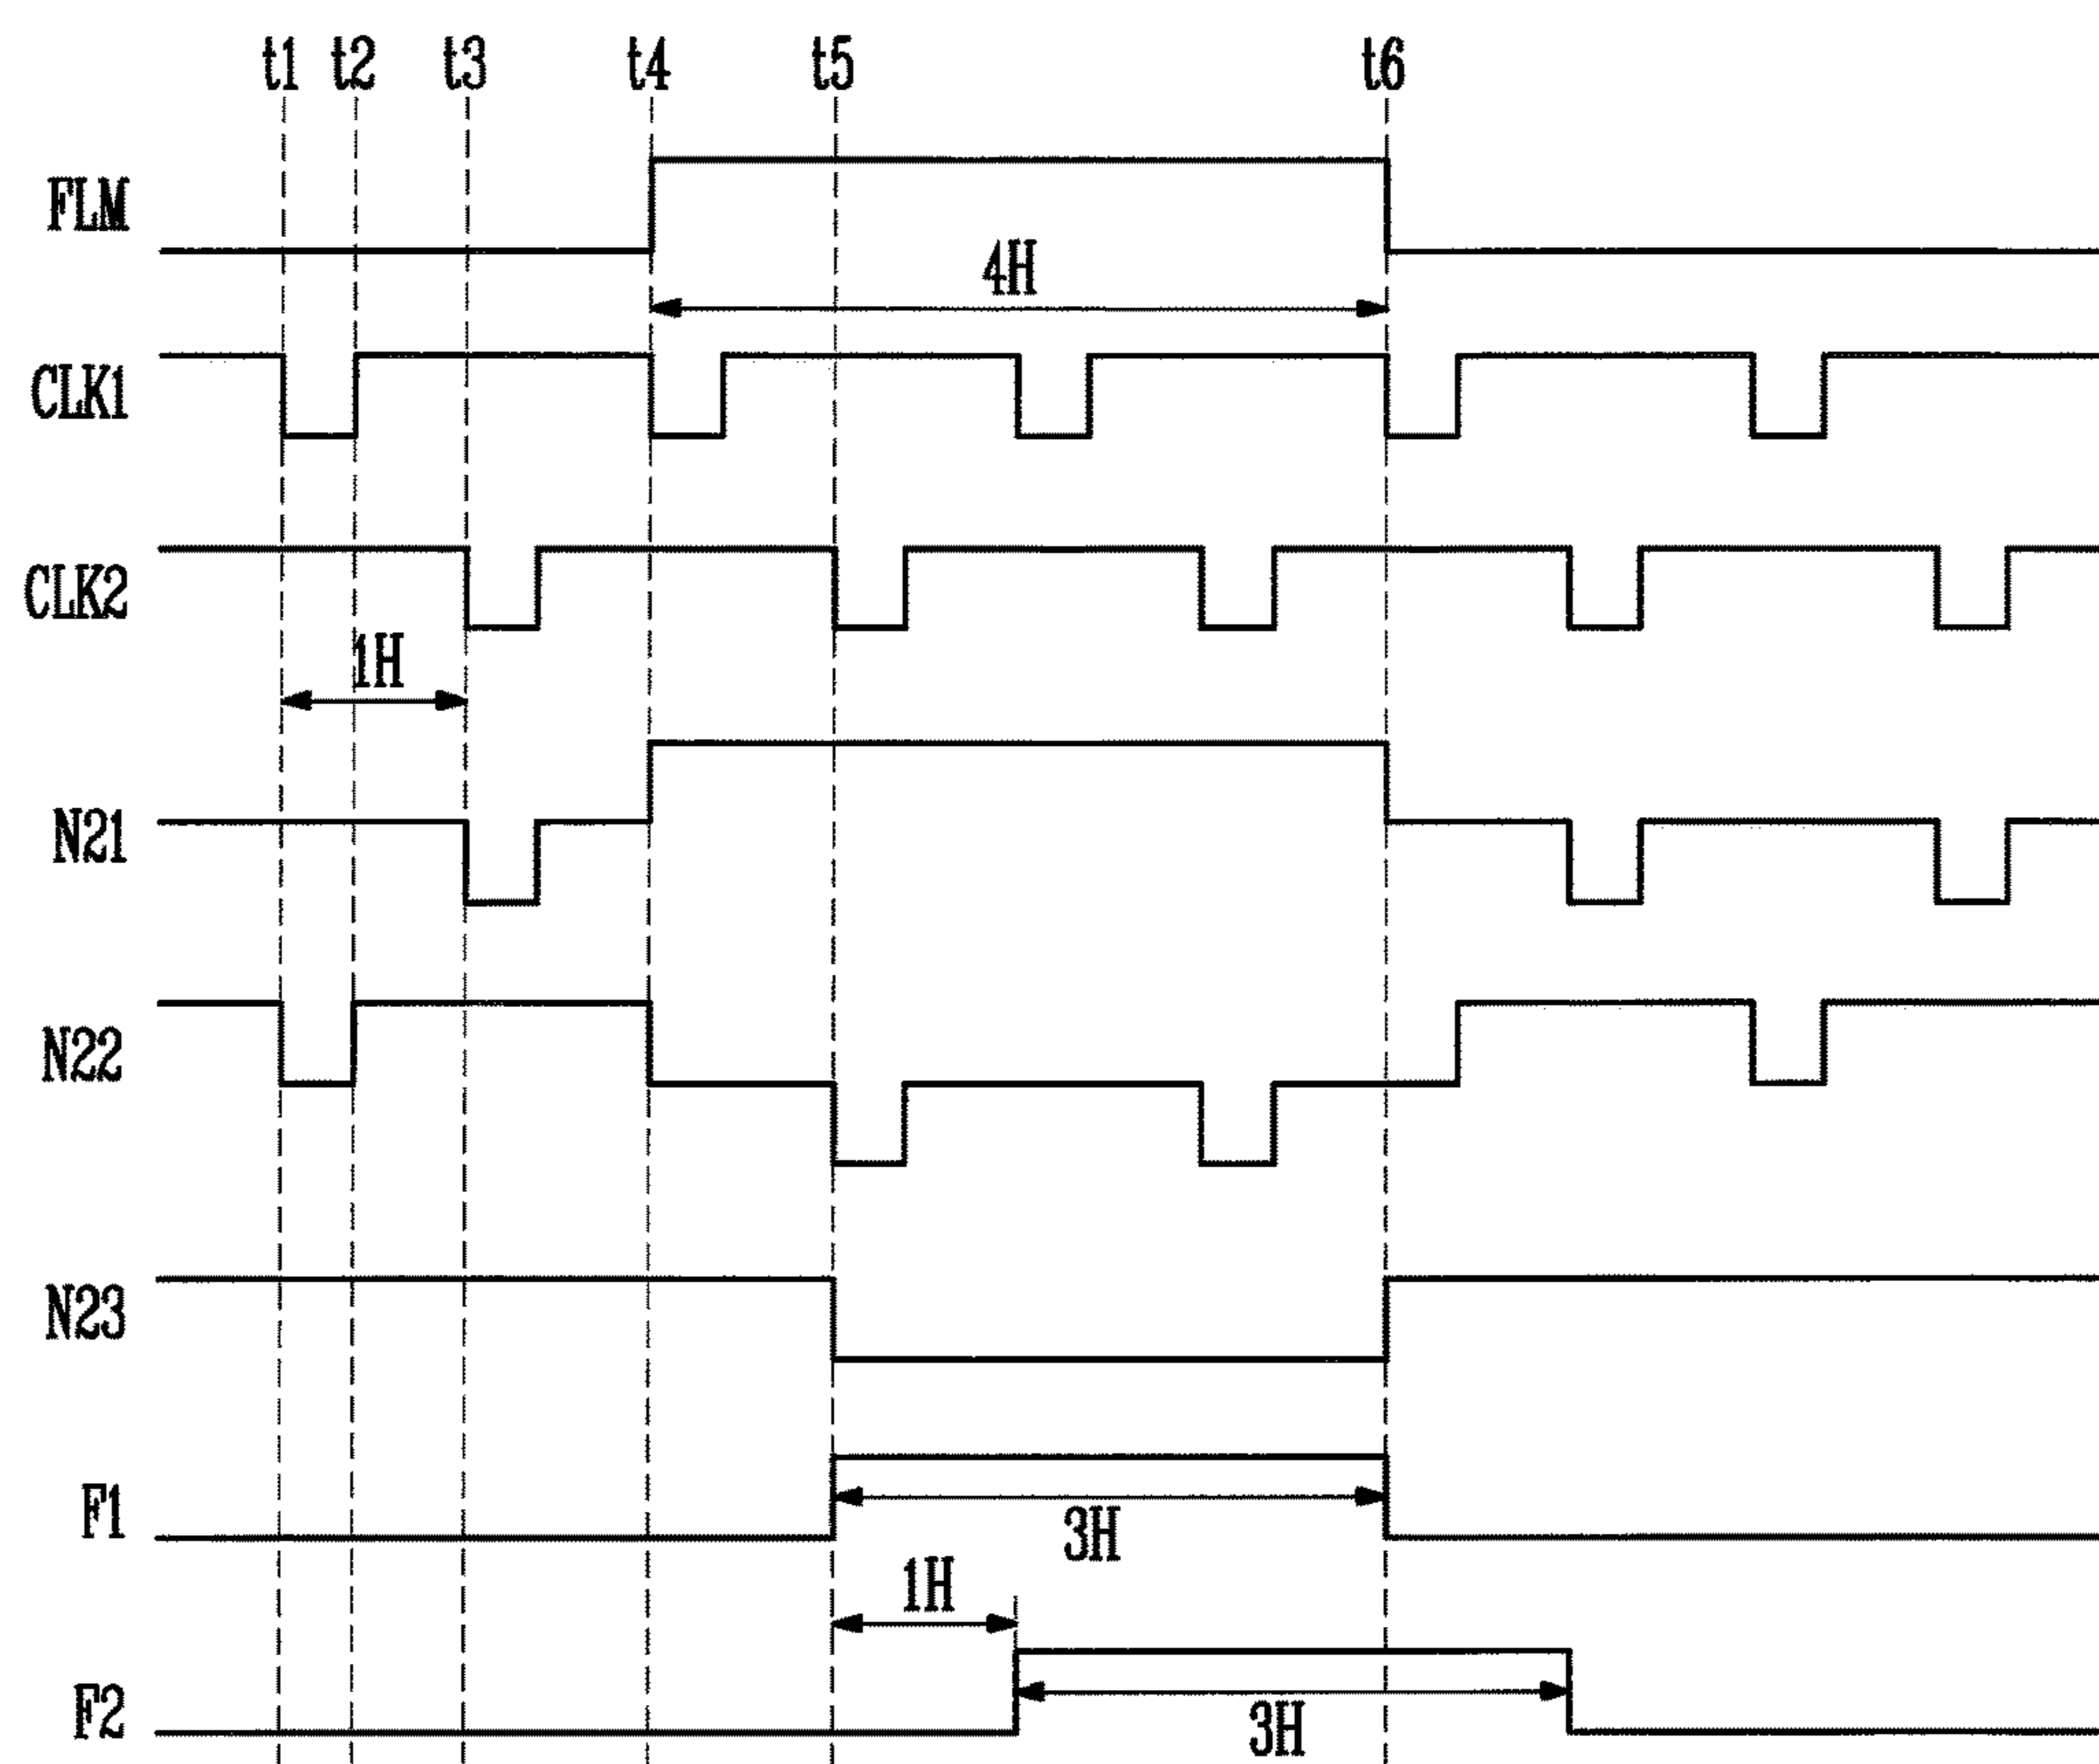 t1 t2 t3 t4 t5 t6
FLM
4H
CLK1
CLK2
1H
N21
N22
N23
F1
3H
1H
F2
3H